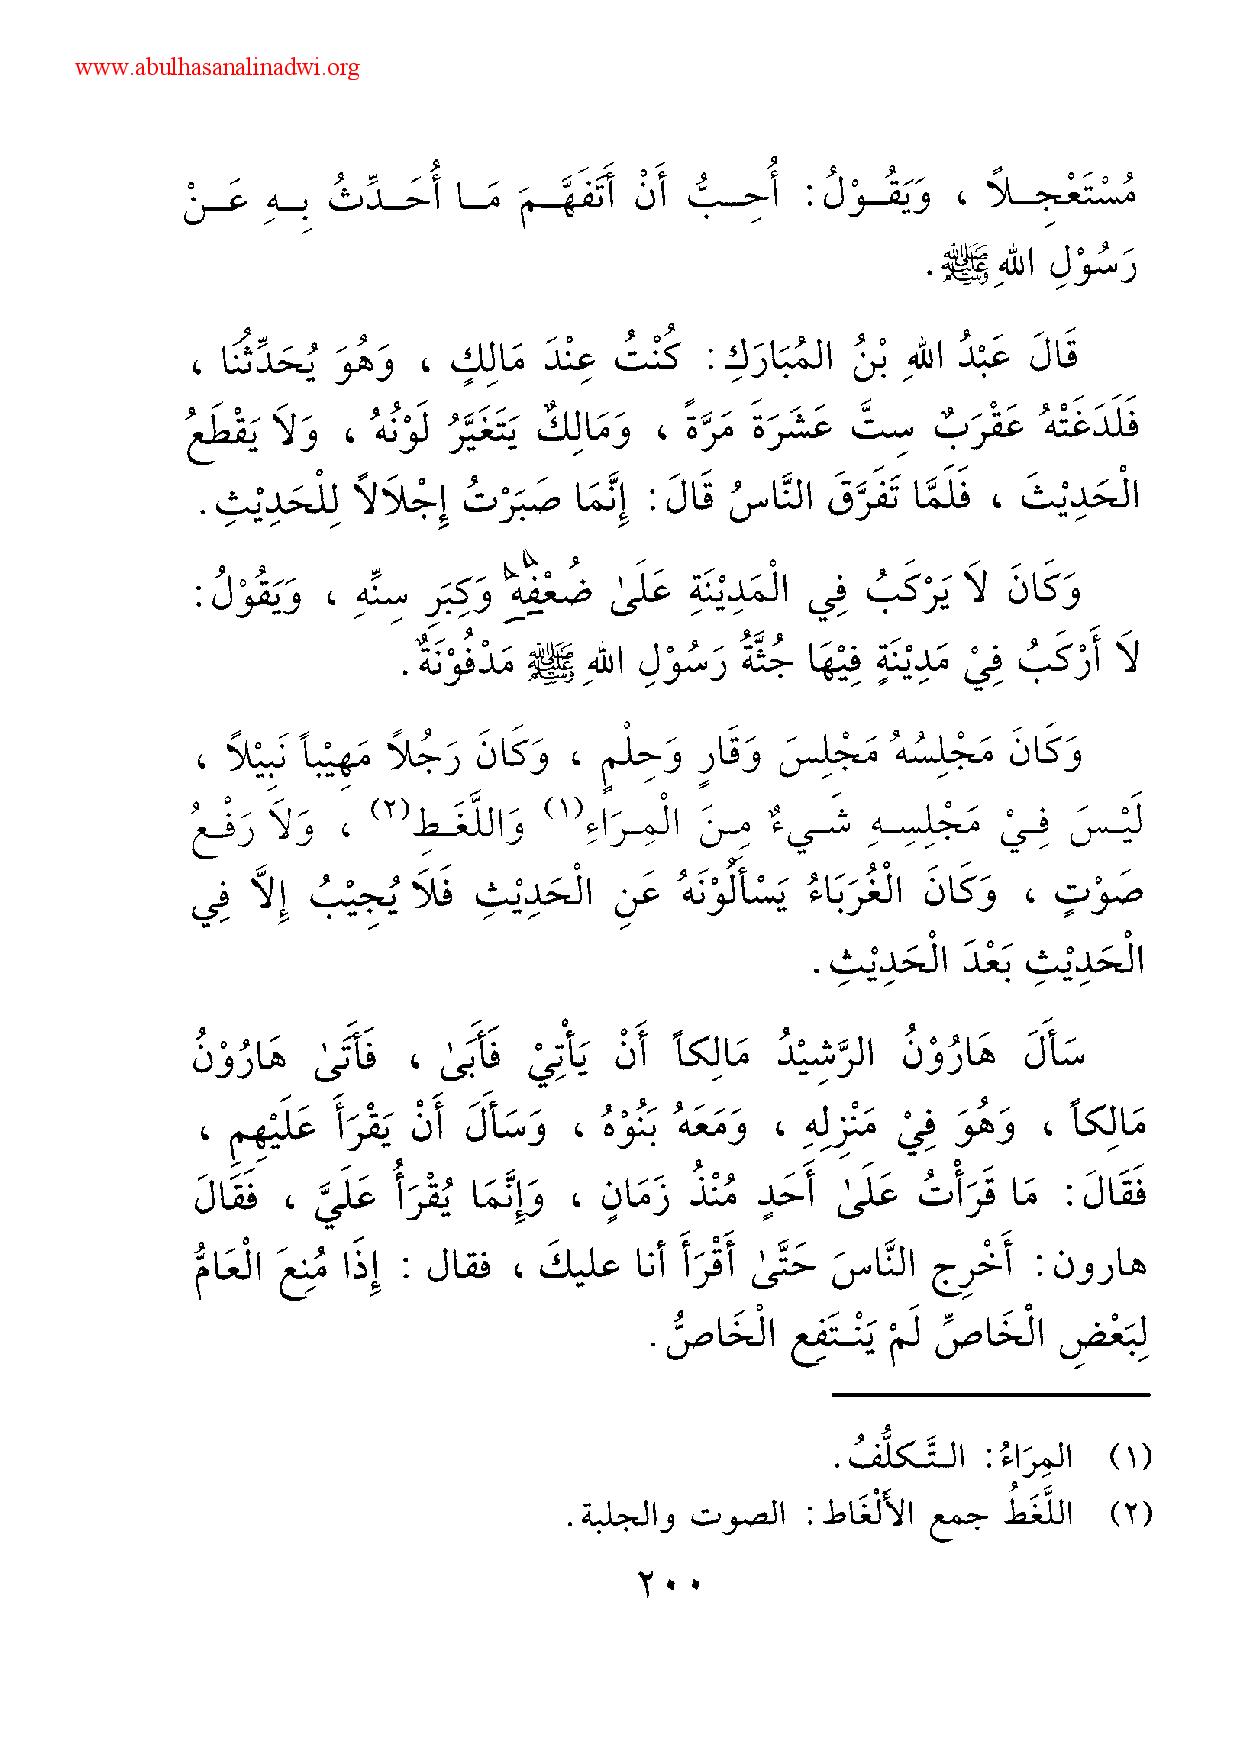 www.abulhasanalinadwi.org
مُسْتَعْجِلاً ، وَيَقُوْلُ : أُحِبُّ أَنْ أَتَفَهَّمَ مَا أُحَدِّثُ بِهِ عَنْ
رَسُوْلِ اللهِ ﷺ .
قَالَ عَبْدُ اللهِ بْنُ المُبَارَكِ : كُنْتُ عِنْدَ مَالِكٍ ، وَهُوَ يُحَدِّثُنَا ،
فَلَدَغَتْهُ عَقْرَبٌ سِتَّ عَشَرَةَ مَرَّةً ، وَمَالِكٌ يَتَغَيَّرُ لَوْنُهُ ، وَلاَ يَقْطَعُ
الْحَدِيْثَ ، فَلَمَّا تَفَرَّقَ النَّاسُ قَالَ : إِنَّمَا صَبَرْتُ إِجْلاَلاً لِلْحَدِيْثِ .
وَكَانَ لاَ يَرْكَبُ فِي الْمَدِيْنَةِ عَلَىٰ ضُعْفِهِ وَكِبَرِ سِنِّهِ ، وَيَقُوْلُ :
لاَ أَرْكَبُ فِيْ مَدِيْنَةٍ فِيْهَا جُثَّةُ رَسُوْلِ اللهِ ﷺ مَدْفُوْنَةٌ .
وَكَانَ مَجْلِسُهُ مَجْلِسَ وَقَارٍ وَحِلْمٍ ، وَكَانَ رَجُلاً مَهِيْباً نَبِيْلاً ،
لَيْسَ فِيْ مَجْلِسِهِ شَيءٌ مِنَ الْمِرَاءِ(١) وَاللَّغَطِ(٢) ، وَلاَ رَفْعُ
صَوْتٍ ، وَكَانَ الْغُرَبَاءُ يَسْأَلُوْنَهُ عَنِ الْحَدِيْثِ فَلاَ يُجِيْبُ إِلاَّ فِي
الْحَدِيْثِ بَعْدَ الْحَدِيْثِ .
سَأَلَ هَارُوْنُ الرَّشِيْدُ مَالِكاً أَنْ يَأْتِيْ فَأَبَىٰ ، فَأَتَىٰ هَارُوْنُ
مَالِكاً ، وَهُوَ فِيْ مَنْزِلِهِ ، وَمَعَهُ بَنُوْهُ ، وَسَأَلَ أَنْ يَقْرَأَ عَلَيْهِم ،
فَقَالَ : مَا قَرَأْتُ عَلَىٰ أَحَدٍ مُنْذُ زَمَانٍ ، وَإِنَّمَا يُقْرَأُ عَلَيَّ ، فَقَالَ
هارون : أَخْرِجِ النَّاسَ حَتَّىٰ أَقْرَأَ أنا عليكَ ، فقال : إِذَا مُنِعَ الْعَامُّ
لِبَعْضِ الْخَاصِّ لَمْ يَنْتَفِعِ الْخَاصُّ .
(١) المِرَاءُ : التَّكلُّفُ .
(٢) اللَّغَطُ جمع الأَلْغَاط : الصوت والجلبة .
٢٠٠